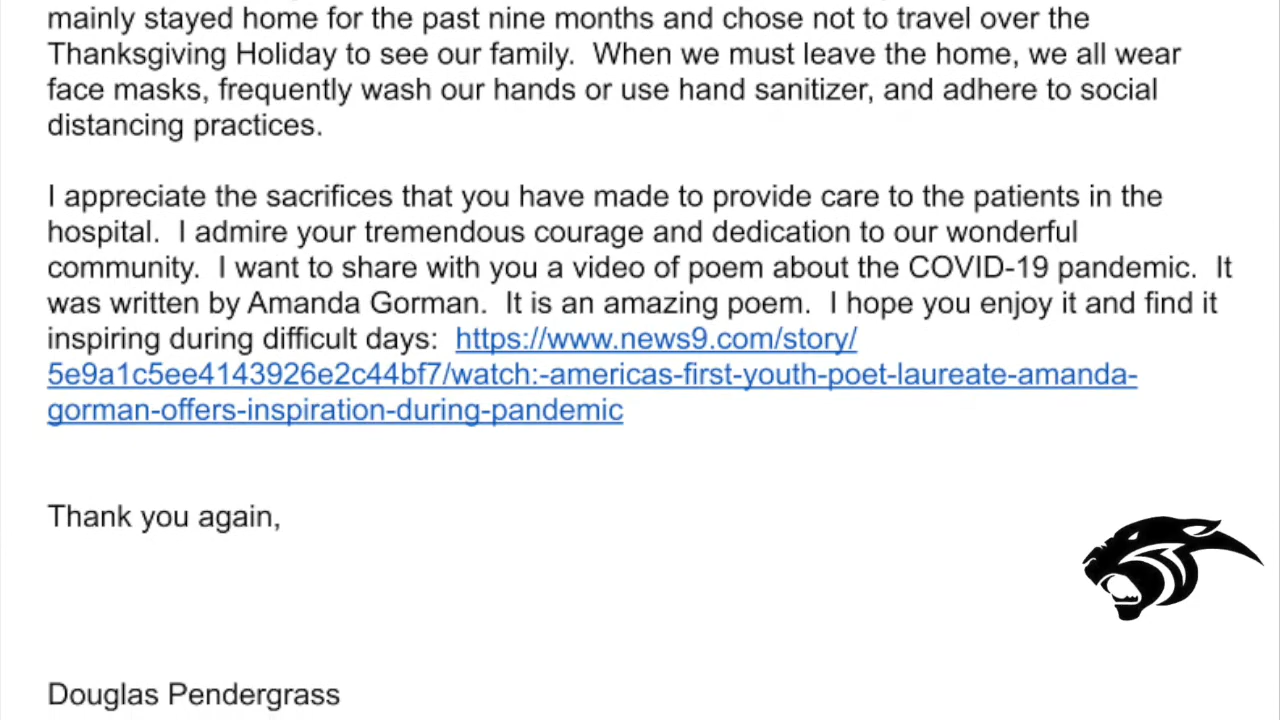 mainly stayed home for the past nine months and chose not to travel over the
Thanksgiving Holiday to see our family.  When we must leave the home, we all wear
face masks, frequently wash our hands or use hand sanitizer, and adhere to social
distancing practices.
I appreciate the sacrifices that you have made to provide care to the patients in the
hospital.  I admire your tremendous courage and dedication to our wonderful
community.  I want to share with you a video of poem about the COVID-19 pandemic.  It
was written by Amanda Gorman.  It is an amazing poem.  I hope you enjoy it and find it
inspiring during difficult days:  https://www.news9.com/story/
5e9a1c5ee4143926e2c44bf7/watch:-americas-first-youth-poet-laureate-amanda-
gorman-offers-inspiration-during-pandemic
Thank you again,
Douglas Pendergrass